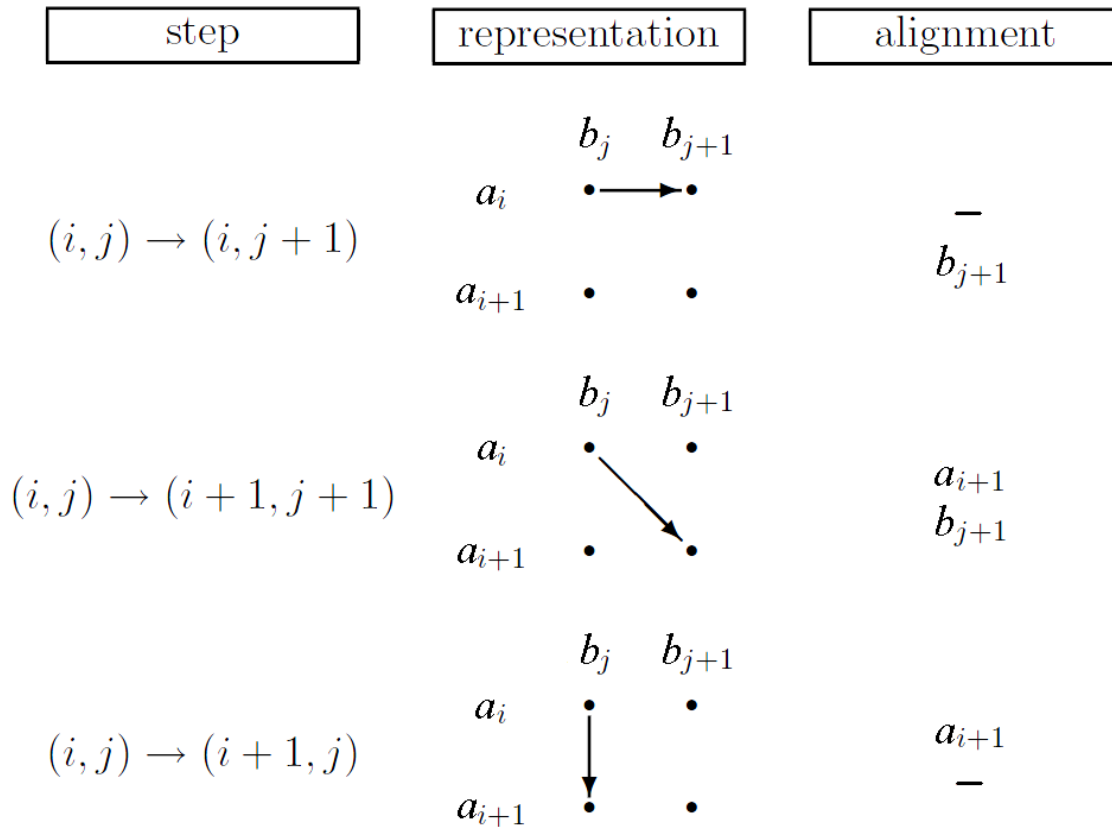 step representation alignment
b_j b_{j+1}
a_i
(i, j) → (i, j + 1)
–
b_{j+1}
a_{i+1}
b_j b_{j+1}
a_i
(i, j) → (i + 1, j + 1)
a_{i+1}
b_{j+1}
a_{i+1}
b_j b_{j+1}
a_i
(i, j) → (i + 1, j)
a_{i+1}
–
a_{i+1}